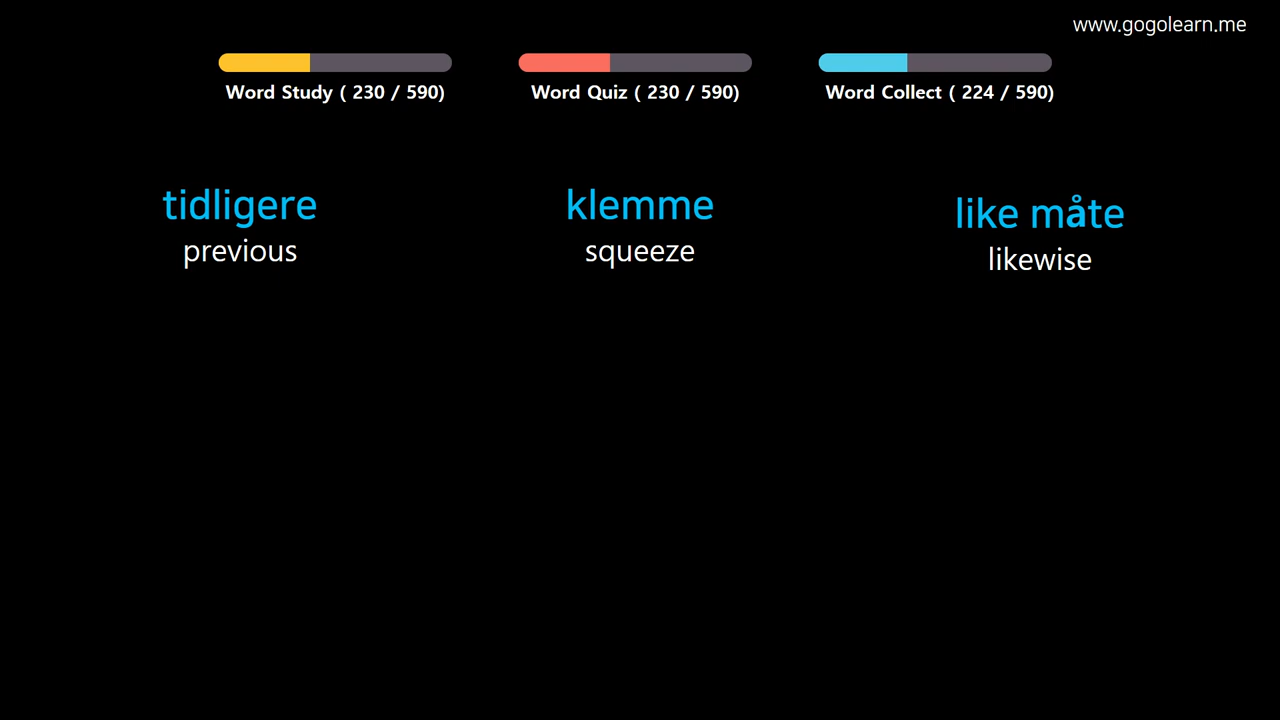 www.gogolearn.me
Word Study ( 230 / 590)
Word Quiz ( 230 / 590)
Word Collect ( 224 / 590)
tidligere
previous
klemme
squeeze
like måte
likewise